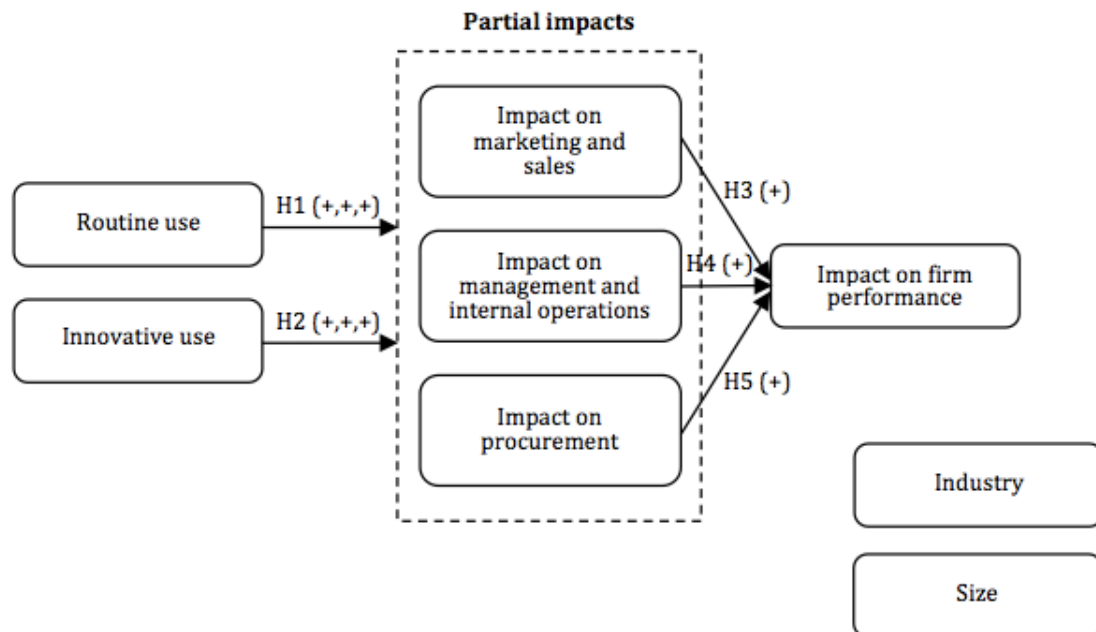 Partial impacts
Impact on
marketing and
sales
H3 (+)
Routine use
H1 (+,+,+)
Impact on
management and
internal operations
H4 (+)
Impact on firm
performance
Innovative use
H2 (+,+,+)
H5 (+)
Impact on
procurement
Industry
Size